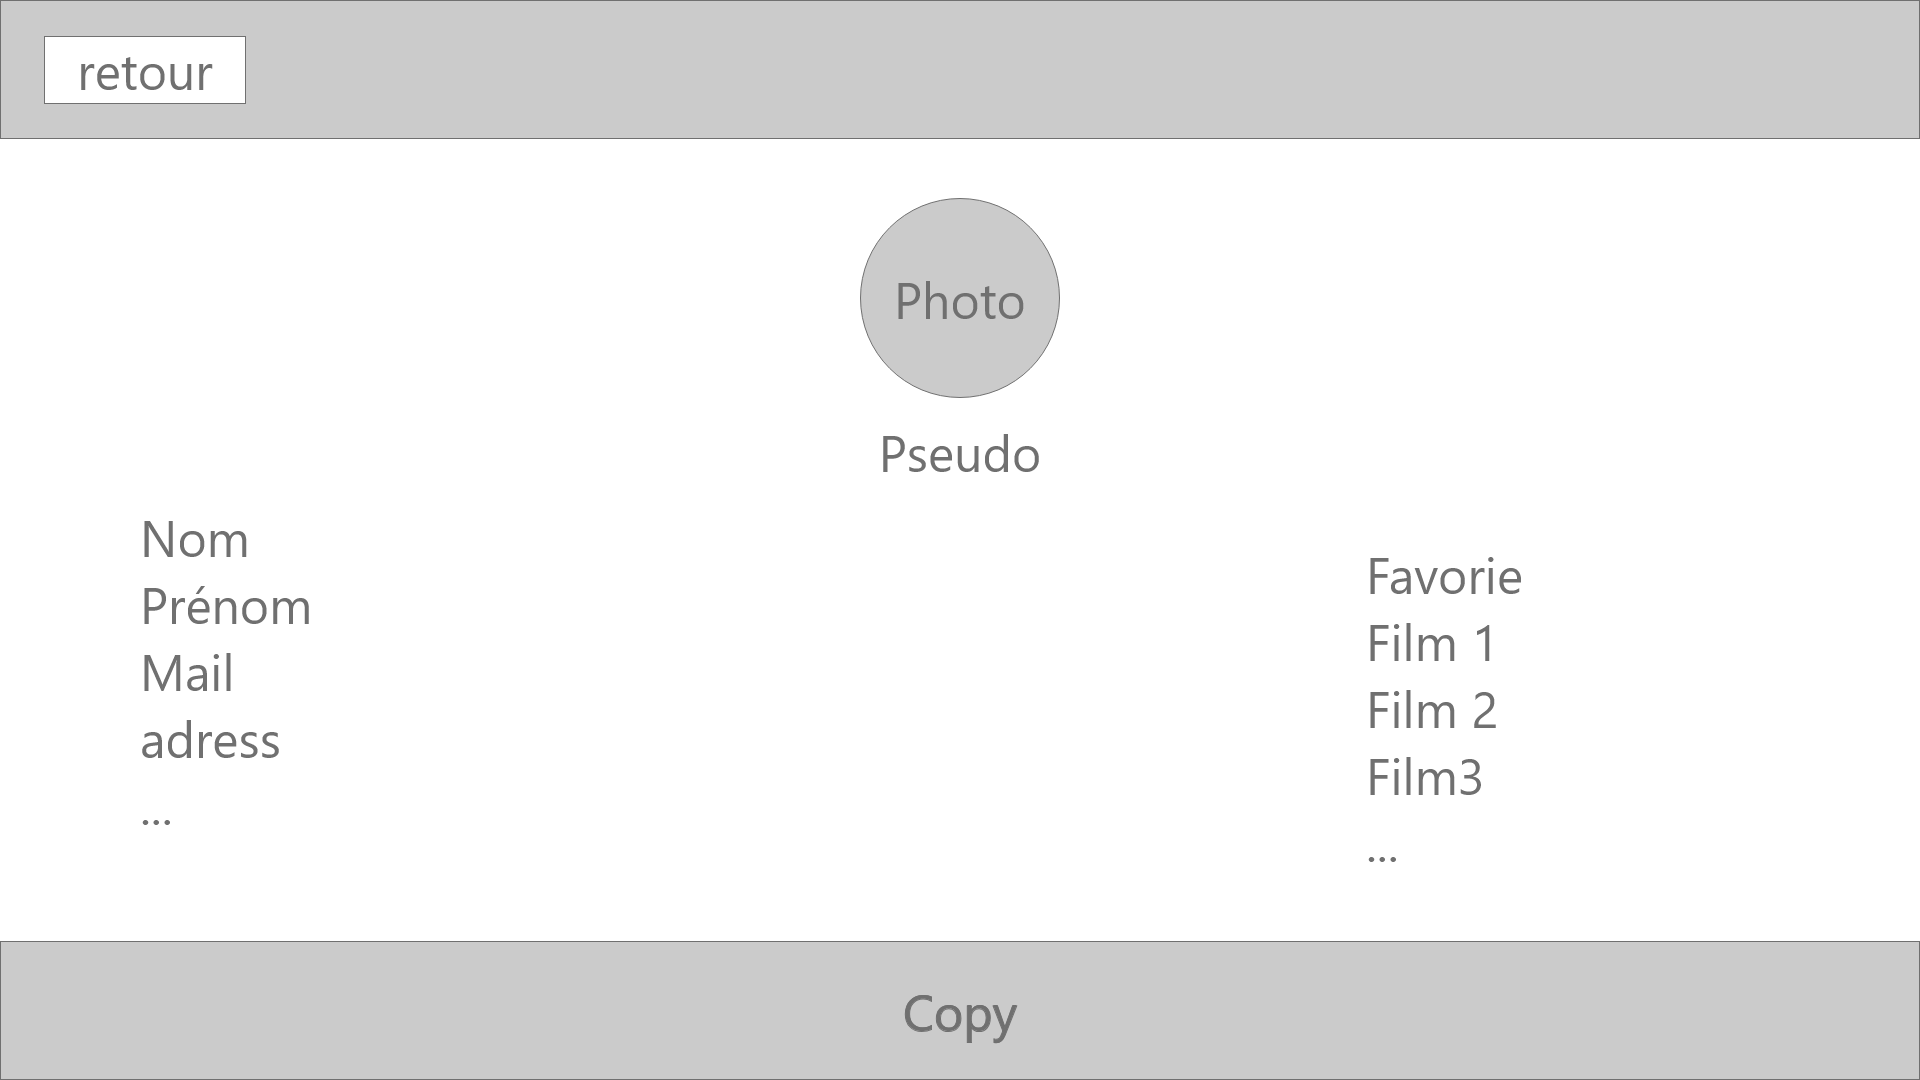 retour
Photo
Pseudo
Nom
Prénom
Mail
adress
...
Favorie
Film 1
Film 2
Film3
...
Copy